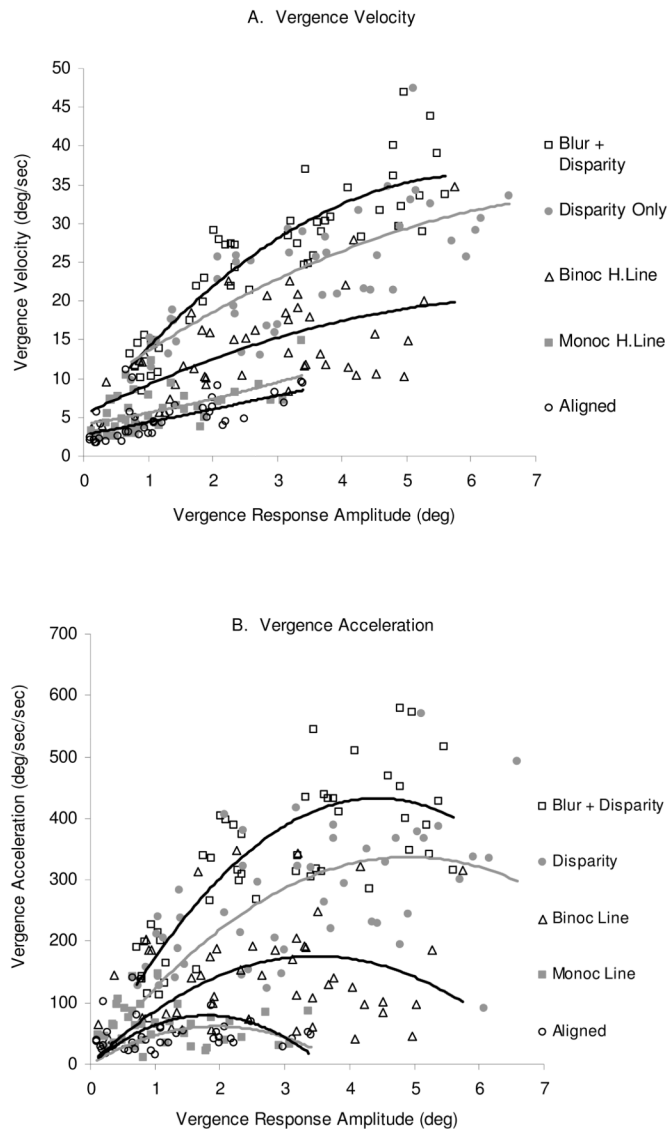 A. Vergence Velocity
Vergence Velocity (deg/sec)
50
45
40
35
30
25
20
15
10
5
0
0 1 2 3 4 5 6 7
Vergence Response Amplitude (deg)
Blur +
Disparity
Disparity Only
Binoc H.Line
Monoc H.Line
Aligned
B. Vergence Acceleration
Vergence Acceleration (deg/sec/sec)
700
600
500
400
300
200
100
0
0 1 2 3 4 5 6 7
Vergence Response Amplitude (deg)
Blur + Disparity
Disparity
Binoc Line
Monoc Line
Aligned